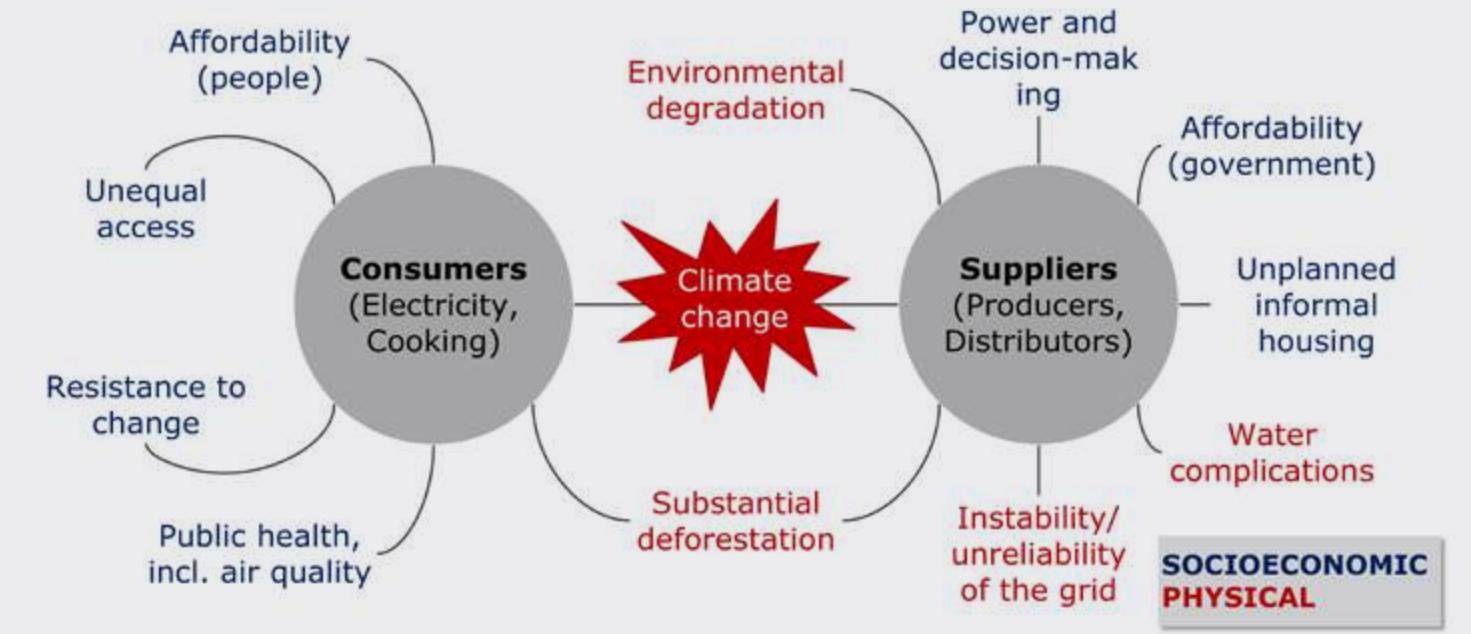 Affordability
(people)
Unequal
access
Consumers
(Electricity,
Cooking)
Resistance to
change
Public health,
incl. air quality
Environmental
degradation
Climate
change
Substantial
deforestation
Power and
decision-mak
ing
Affordability
(government)
Suppliers
(Producers,
Distributors)
Unplanned
informal
housing
Water
complications
Instability/
unreliability
of the grid
SOCIOECONOMIC
PHYSICAL